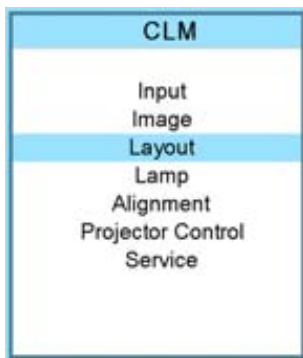 CLM
Input
Image
Layout
Lamp
Alignment
Projector Control
Service